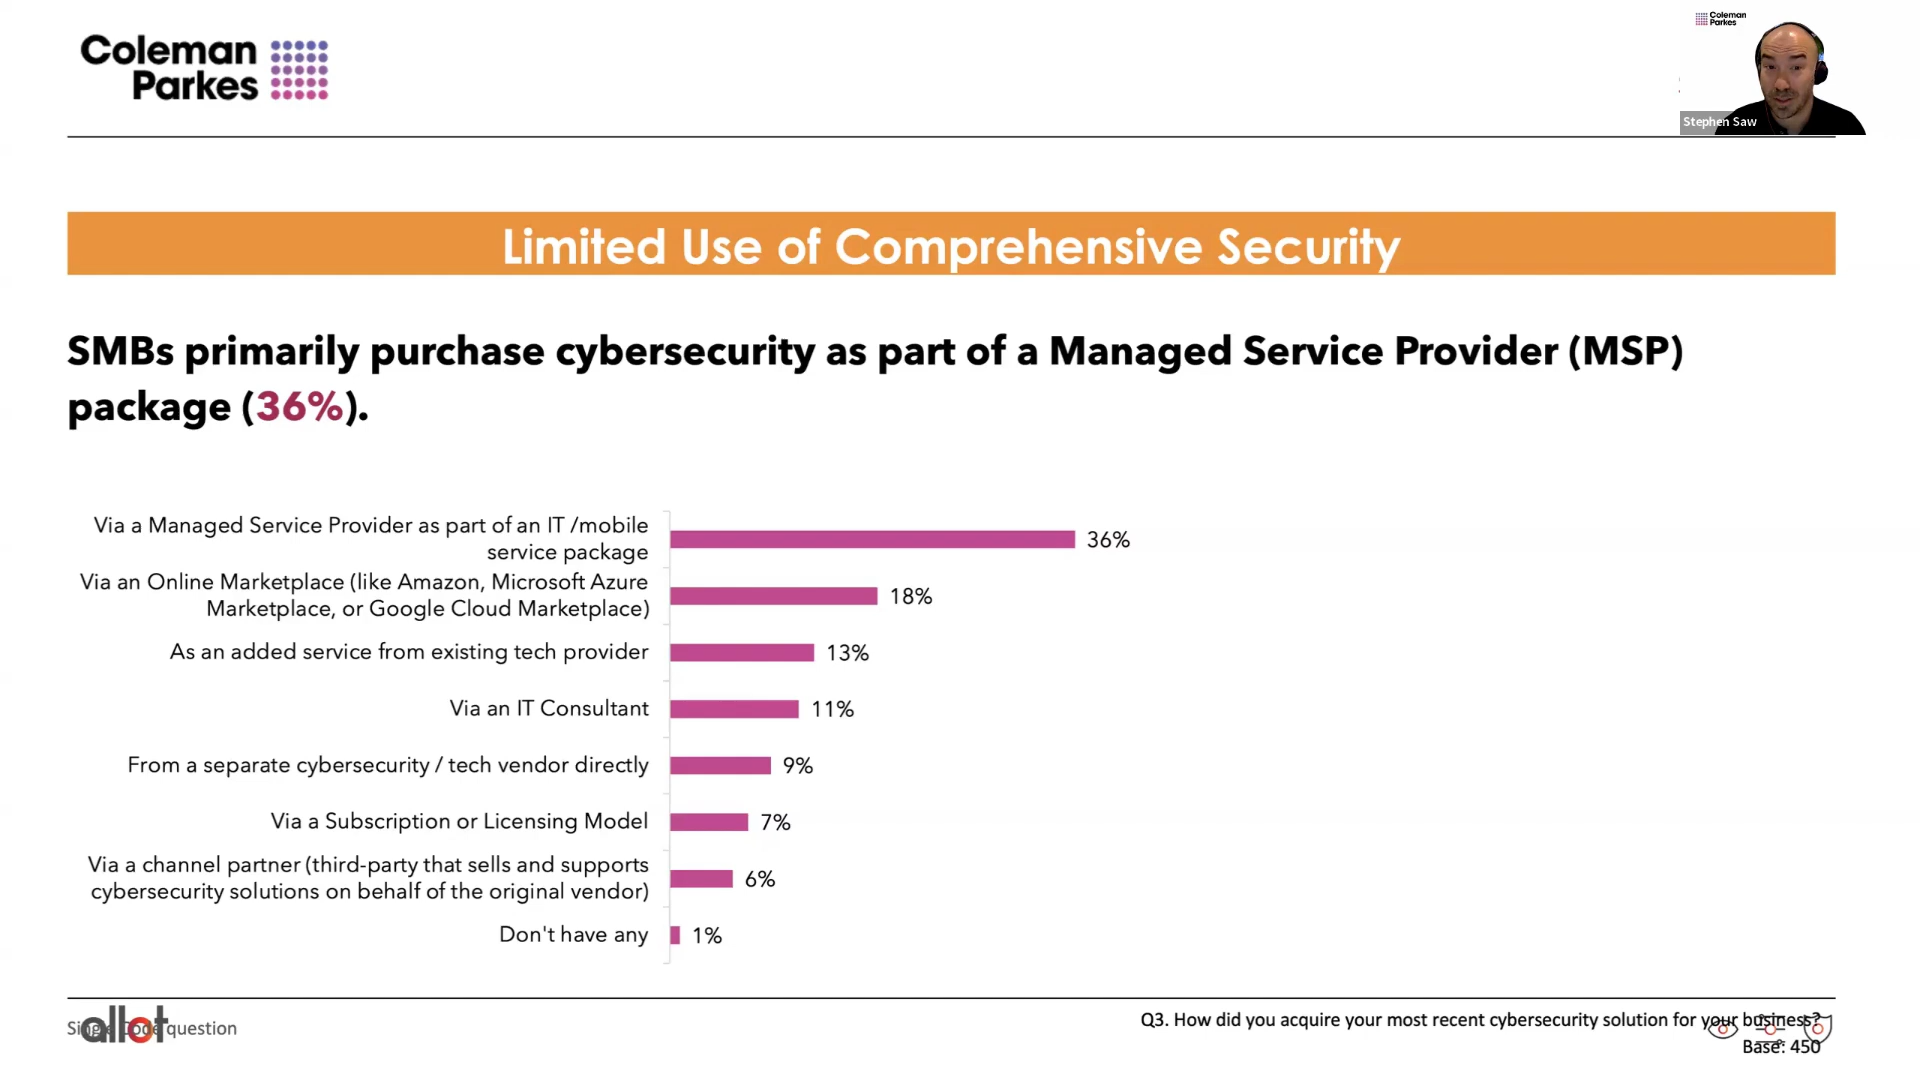 Coleman
Parkes
Coleman
Parkes
Stephen Saw
Limited Use of Comprehensive Security
SMBs primarily purchase cybersecurity as part of a Managed Service Provider (MSP)
package (36%).
Via a Managed Service Provider as part of an IT /mobile
service package
36%
Via an Online Marketplace (like Amazon, Microsoft Azure
Marketplace, or Google Cloud Marketplace)
18%
As an added service from existing tech provider
13%
Via an IT Consultant
11%
From a separate cybersecurity / tech vendor directly
9%
Via a Subscription or Licensing Model
7%
Via a channel partner (third-party that sells and supports
cybersecurity solutions on behalf of the original vendor)
6%
Don't have any
1%
Single Code question
allot
Q3. How did you acquire your most recent cybersecurity solution for your business?
Base: 450